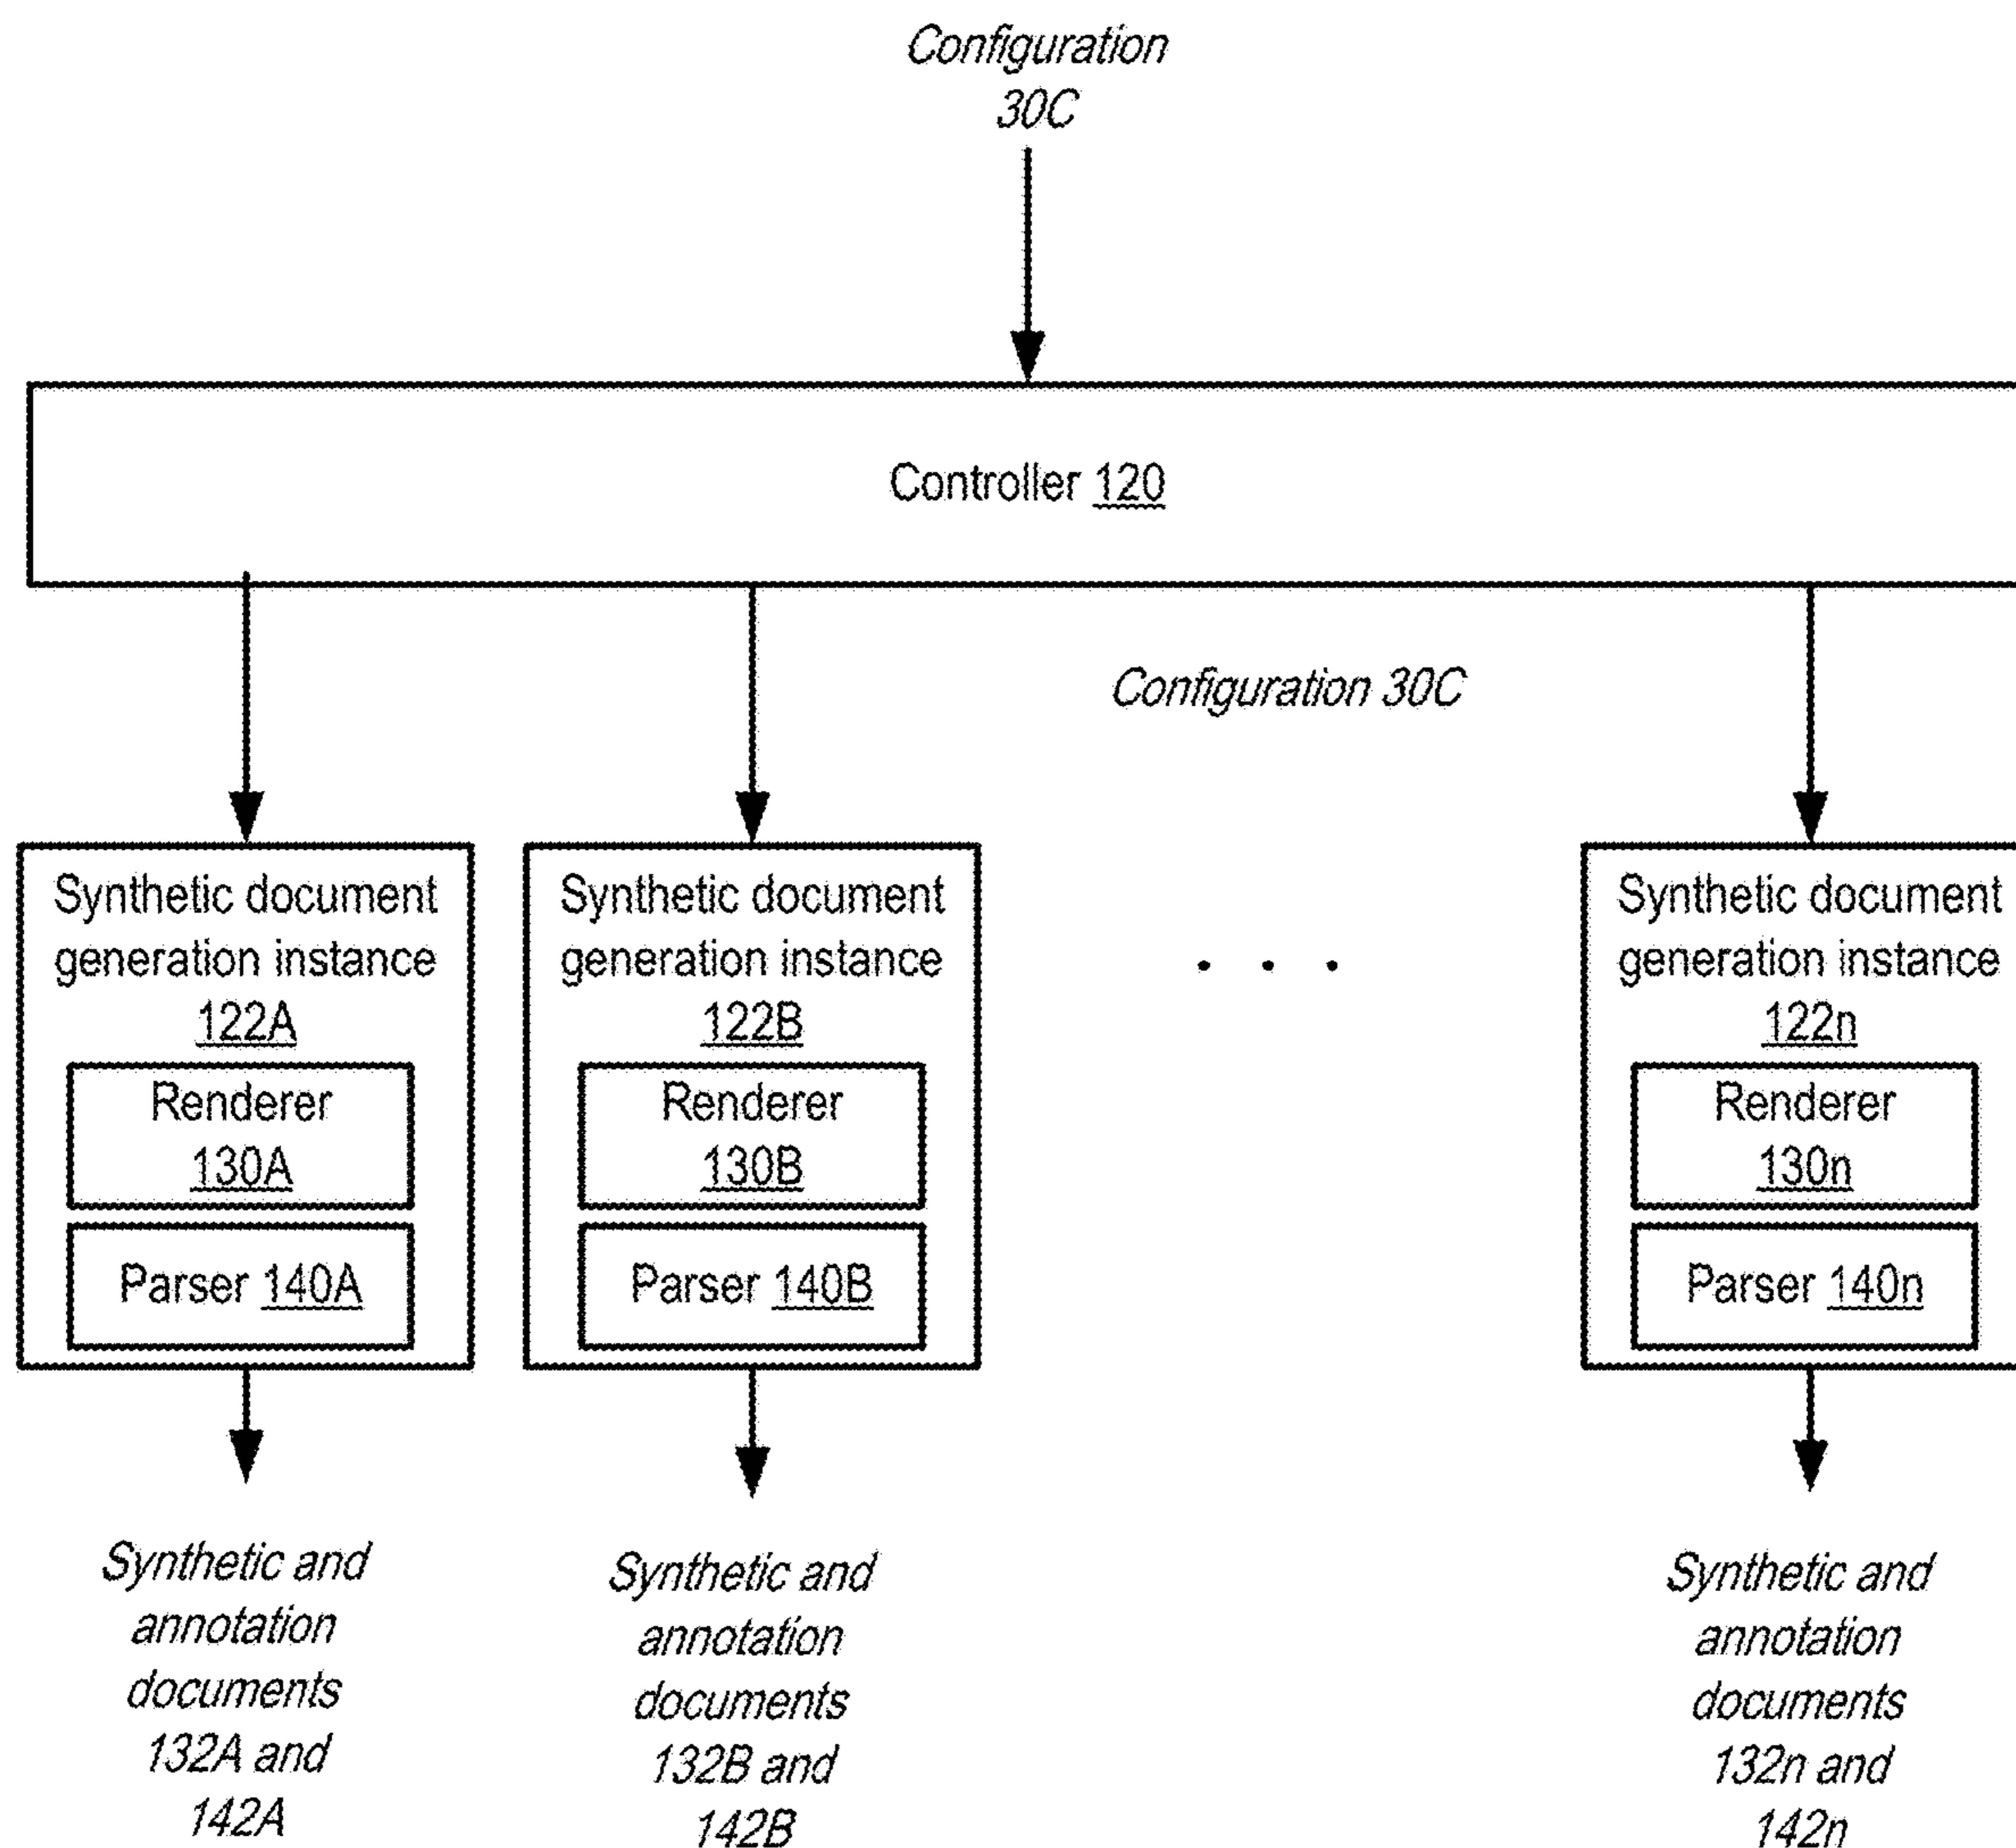 Configuration
30C
Controller 120
Configuration 30C
Synthetic document
generation instance
122A
Renderer
130A
Parser 140A
Synthetic document
generation instance
122B
Renderer
130B
Parser 140B
. . .
Synthetic document
generation instance
122n
Renderer
130n
Parser 140n
Synthetic and
annotation
documents
132A and
142A
Synthetic and
annotation
documents
132B and
142B
Synthetic and
annotation
documents
132n and
142n